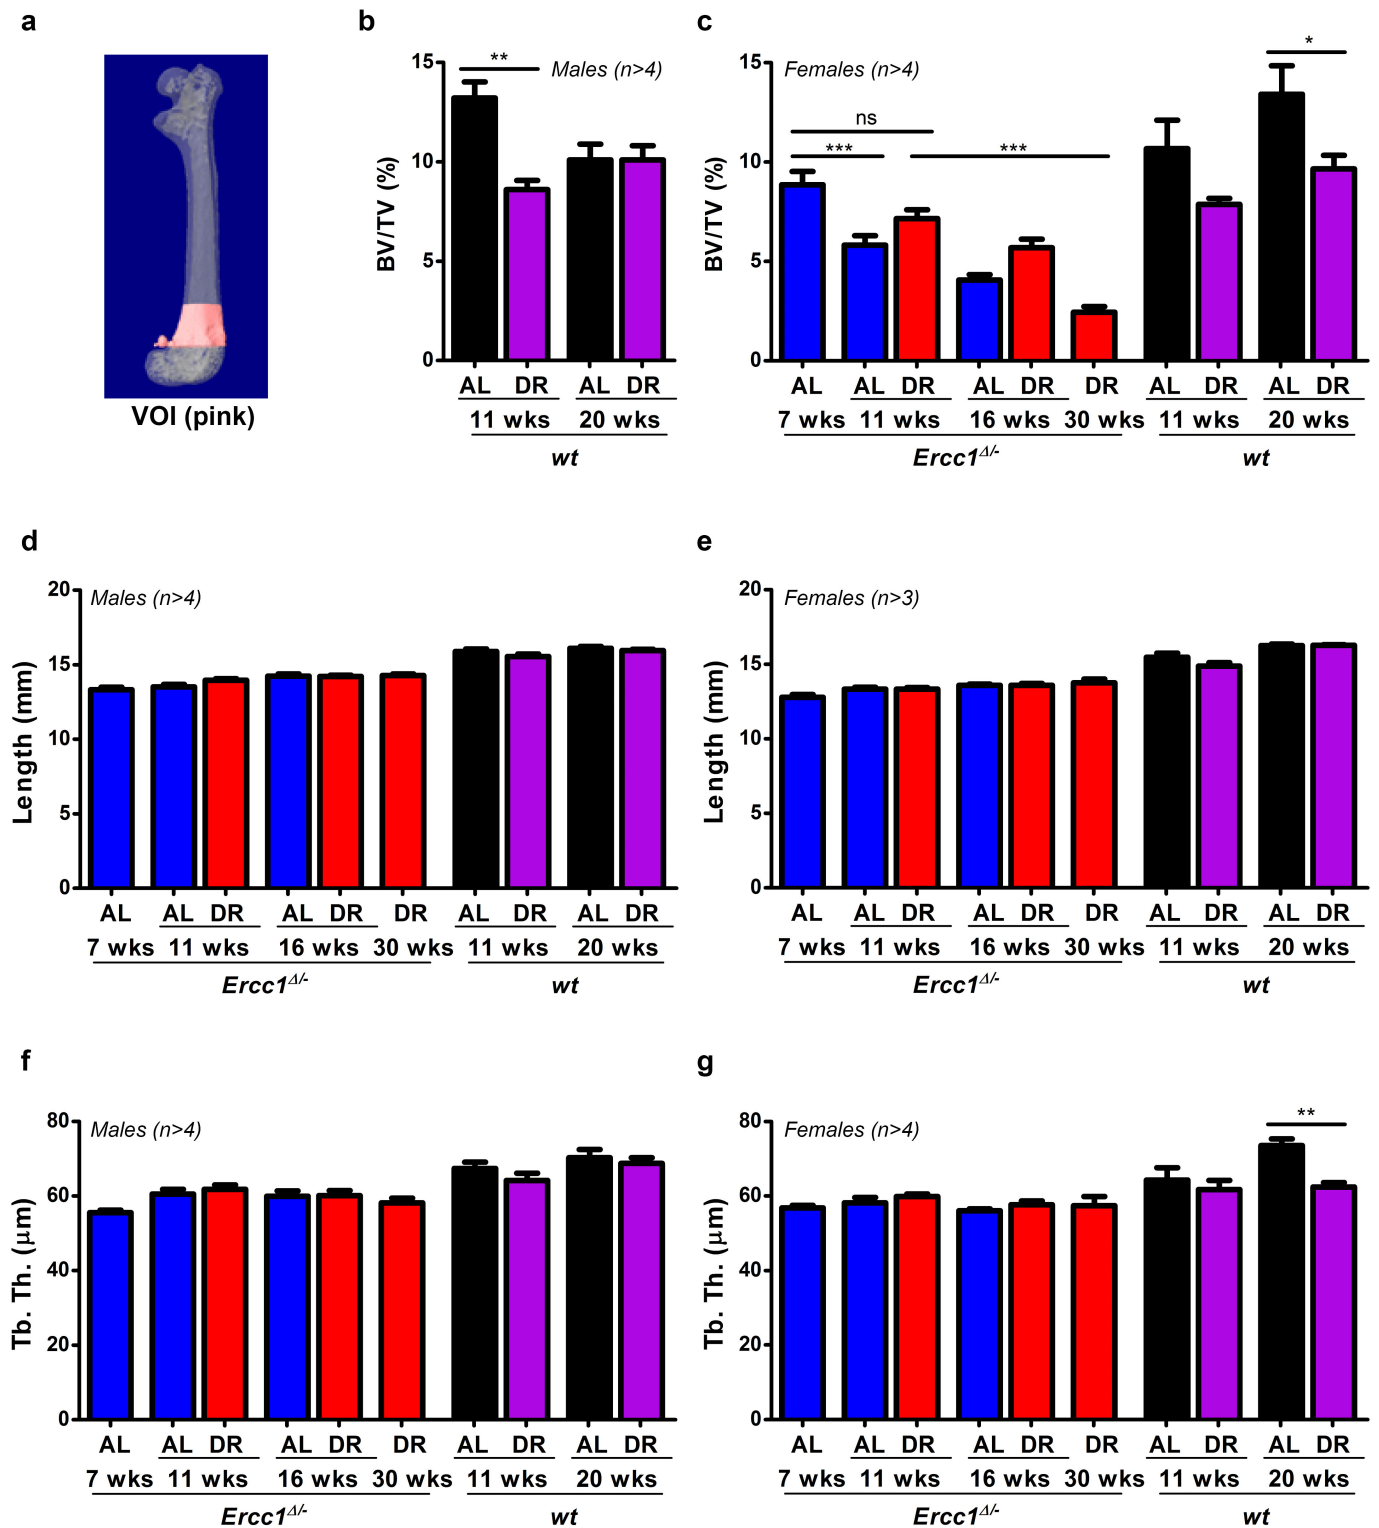 a
VOI (pink)
b
**
Males (n>4)
BV/TV (%)
15
10
5
0
AL DR AL DR
11 wks 20 wks
wt
c
*
Females (n>4)
ns
***
***
BV/TV (%)
15
10
5
0
AL AL DR AL DR DR AL DR AL DR
7 wks 11 wks 16 wks 30 wks 11 wks 20 wks
Ercc1Δ/- wt
d
Males (n>4)
Length (mm)
20
15
10
5
0
AL AL DR AL DR DR AL DR AL DR
7 wks 11 wks 16 wks 30 wks 11 wks 20 wks
Ercc1Δ/- wt
e
Females (n>3)
Length (mm)
20
15
10
5
0
AL AL DR AL DR DR AL DR AL DR
7 wks 11 wks 16 wks 30 wks 11 wks 20 wks
Ercc1Δ/- wt
f
Males (n>4)
Tb. Th. (μm)
80
60
40
20
0
AL AL DR AL DR DR AL DR AL DR
7 wks 11 wks 16 wks 30 wks 11 wks 20 wks
Ercc1Δ/- wt
g
**
Females (n>4)
Tb. Th. (μm)
80
60
40
20
0
AL AL DR AL DR DR AL DR AL DR
7 wks 11 wks 16 wks 30 wks 11 wks 20 wks
Ercc1Δ/- wt